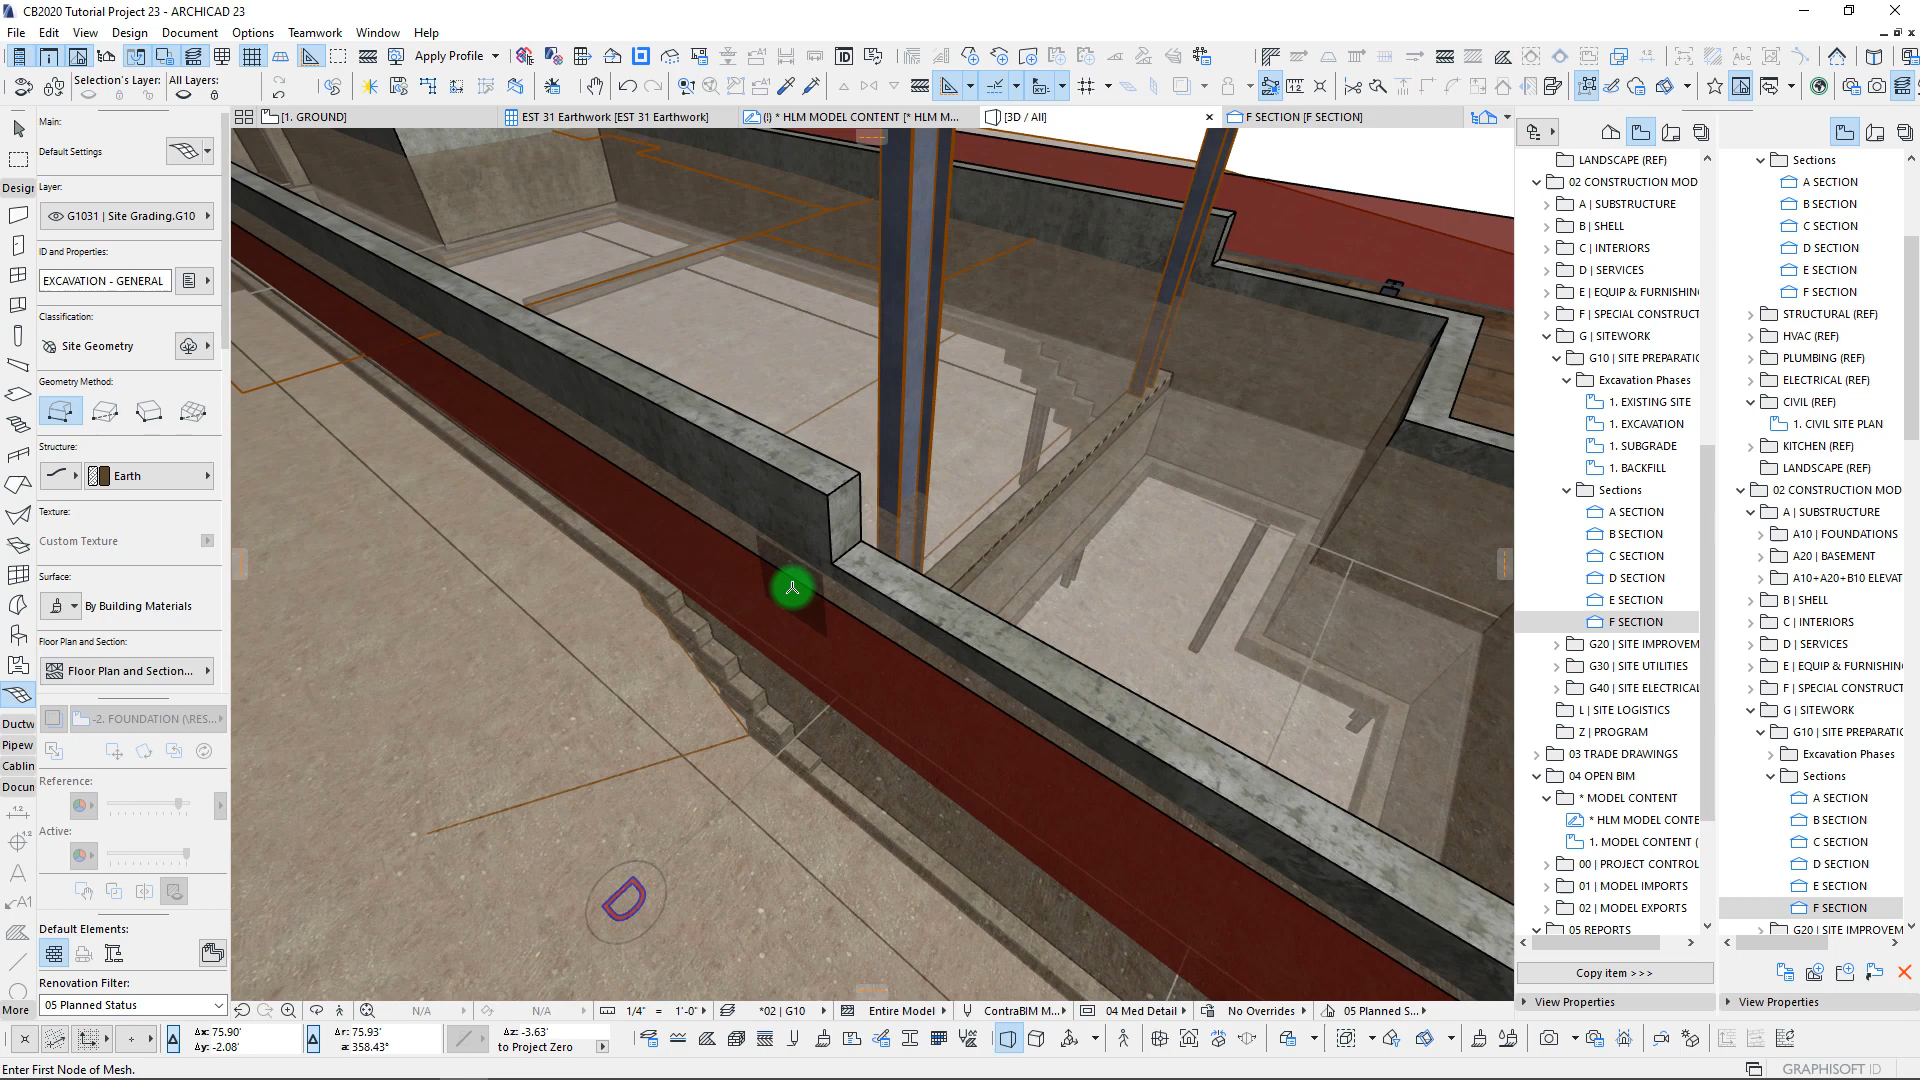 CB2020 Tutorial Project 23 - ARCHICAD 23
File Edit View Design Document Options Teamwork Window Help
Apply Profile
Selection's Layer: All Layers:
[1. GROUND]
EST 31 Earthwork [EST 31 Earthwork]
(!) * HLM MODEL CONTENT [* HLM M...
[3D / All]
F SECTION [F SECTION]
Main:
Default Settings
Design
Layer:
G1031 | Site Grading.G10
ID and Properties:
EXCAVATION - GENERAL
Classification:
Site Geometry
Geometry Method:
Structure:
Earth
Texture:
Custom Texture
Surface:
By Building Materials
Floor Plan and Section:
Floor Plan and Section...
-2. FOUNDATION (\RES...
Ductw
Pipew
Cablin
Docum
Reference:
Active:
Default Elements:
Renovation Filter:
05 Planned Status
More
D
LANDSCAPE (REF)
02 CONSTRUCTION MOD
A | SUBSTRUCTURE
B | SHELL
C | INTERIORS
D | SERVICES
E | EQUIP & FURNISHIN
F | SPECIAL CONSTRUCT
G | SITEWORK
G10 | SITE PREPARATIC
Excavation Phases
1. EXISTING SITE
1. EXCAVATION
1. SUBGRADE
1. BACKFILL
Sections
A SECTION
B SECTION
C SECTION
D SECTION
E SECTION
F SECTION
G20 | SITE IMPROVEM
G30 | SITE UTILITIES
G40 | SITE ELECTRICAL
L | SITE LOGISTICS
Z | PROGRAM
03 TRADE DRAWINGS
04 OPEN BIM
* MODEL CONTENT
* HLM MODEL CONTE
1. MODEL CONTENT (
00 | PROJECT CONTROL
01 | MODEL IMPORTS
02 | MODEL EXPORTS
05 REPORTS
Copy item >>>
View Properties
Sections
A SECTION
B SECTION
C SECTION
D SECTION
E SECTION
F SECTION
STRUCTURAL (REF)
HVAC (REF)
PLUMBING (REF)
ELECTRICAL (REF)
CIVIL (REF)
1. CIVIL SITE PLAN
KITCHEN (REF)
LANDSCAPE (REF)
02 CONSTRUCTION MOD
A | SUBSTRUCTURE
A10 | FOUNDATIONS
A20 | BASEMENT
A10+A20+B10 ELEVAT
B | SHELL
C | INTERIORS
D | SERVICES
E | EQUIP & FURNISHIN
F | SPECIAL CONSTRUCT
G | SITEWORK
G10 | SITE PREPARATIC
Excavation Phases
Sections
A SECTION
B SECTION
C SECTION
D SECTION
E SECTION
F SECTION
G20 | SITE IMPROVEM
View Properties
N/A N/A 1/4" = 1'-0" *02 | G10 Entire Model ContraBIM M... 04 Med Detail No Overrides 05 Planned S...
Δx: 75.90' Δr: 75.93' Δz: -3.63'
Δy: -2.08' a: 358.43° to Project Zero
Enter First Node of Mesh.
GRAPHISOFT ID